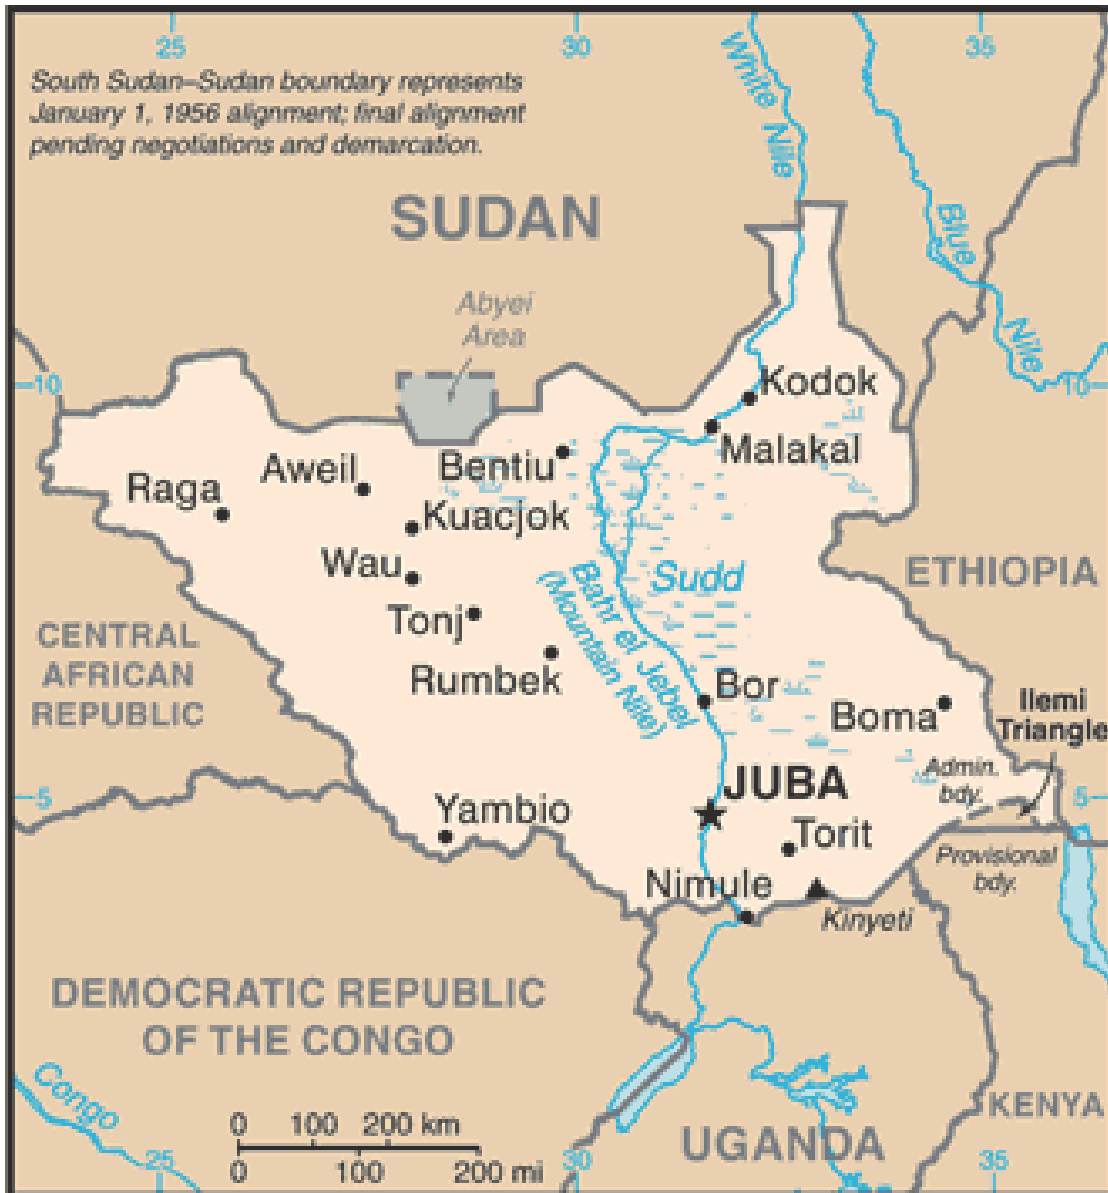 25
30
35
South Sudan–Sudan boundary represents
January 1, 1956 alignment; final alignment
pending negotiations and demarcation.
White Nile
SUDAN
Blue
Nile
Abyei
Area
10
10
Kodok
Malakal
Bentiu
Aweil
Raga
Kuacjok
Wau
Sudd
ETHIOPIA
Tonj
Bahr el Jebel
(Mountain Nile)
CENTRAL
AFRICAN
REPUBLIC
Rumbek
Bor
Boma
Ilemi
Triangle
Admin.
bdy.
JUBA
5
5
Yambio
Torit
Provisional
bdy.
Nimule
Kinyeti
DEMOCRATIC REPUBLIC
OF THE CONGO
Congo
KENYA
UGANDA
0 100 200 km
0 100 200 mi
25
30
35